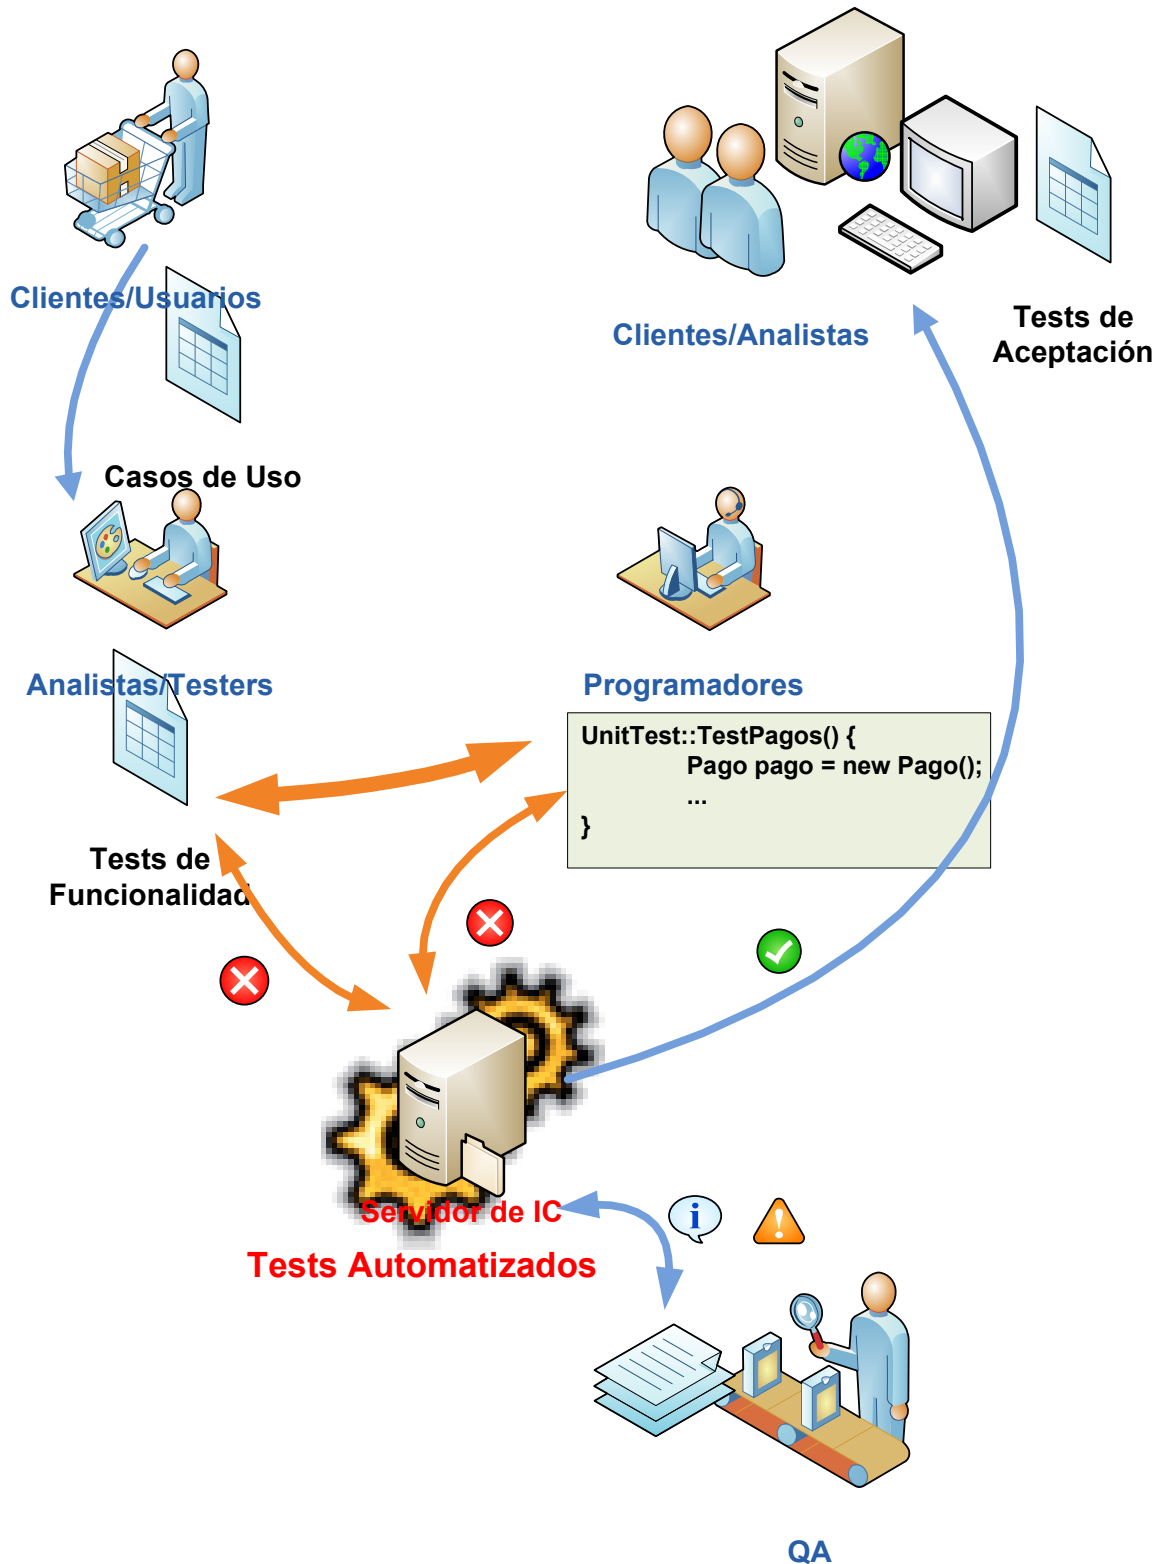 Clientes/Usuarios
Clientes/Analistas
Tests de
Aceptación
Casos de Uso
Analistas/Testers
Programadores
UnitTest::TestPagos() {
Pago pago = new Pago();
...
}
Tests de
Funcionalidad
Servidor de IC
Tests Automatizados
i
!
QA